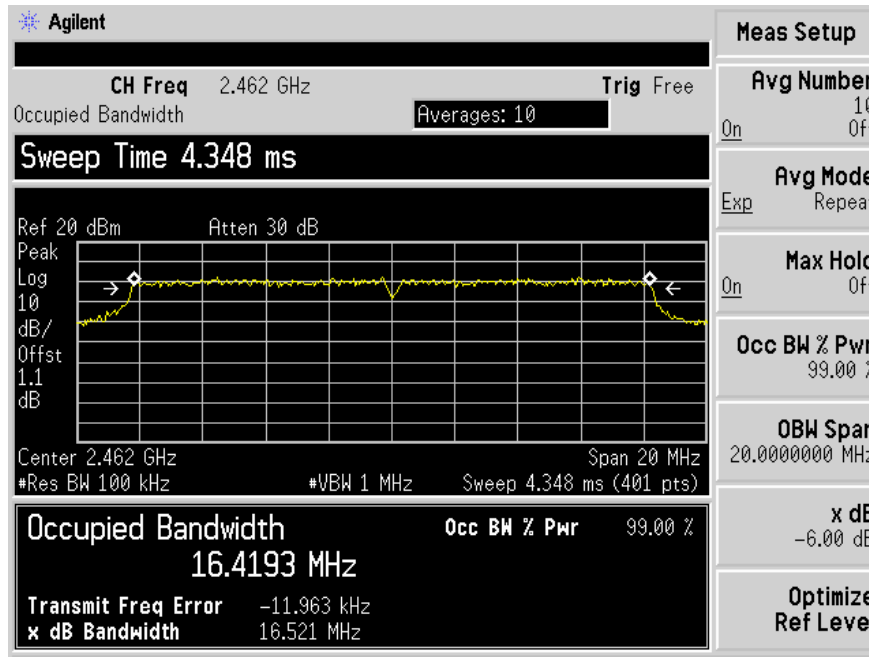 Agilent
Meas Setup
CH Freq 2.462 GHz Trig Free
Occupied Bandwidth Averages: 10
Sweep Time 4.348 ms
Ref 20 dBm Atten 30 dB
Peak
Log
10
dB/
Offst
1.1
dB
Center 2.462 GHz Span 20 MHz
#Res BW 100 kHz #VBW 1 MHz Sweep 4.348 ms (401 pts)
Occupied Bandwidth Occ BW % Pwr 99.00 %
16.4193 MHz
Transmit Freq Error -11.963 kHz
x dB Bandwidth 16.521 MHz
Avg Number
10
On Of
Avg Mode
Exp Repea
Max Hold
On Of
Occ BW % Pwr
99.00 %
OBW Span
20.0000000 MHz
x dB
-6.00 dB
Optimize
Ref Leve